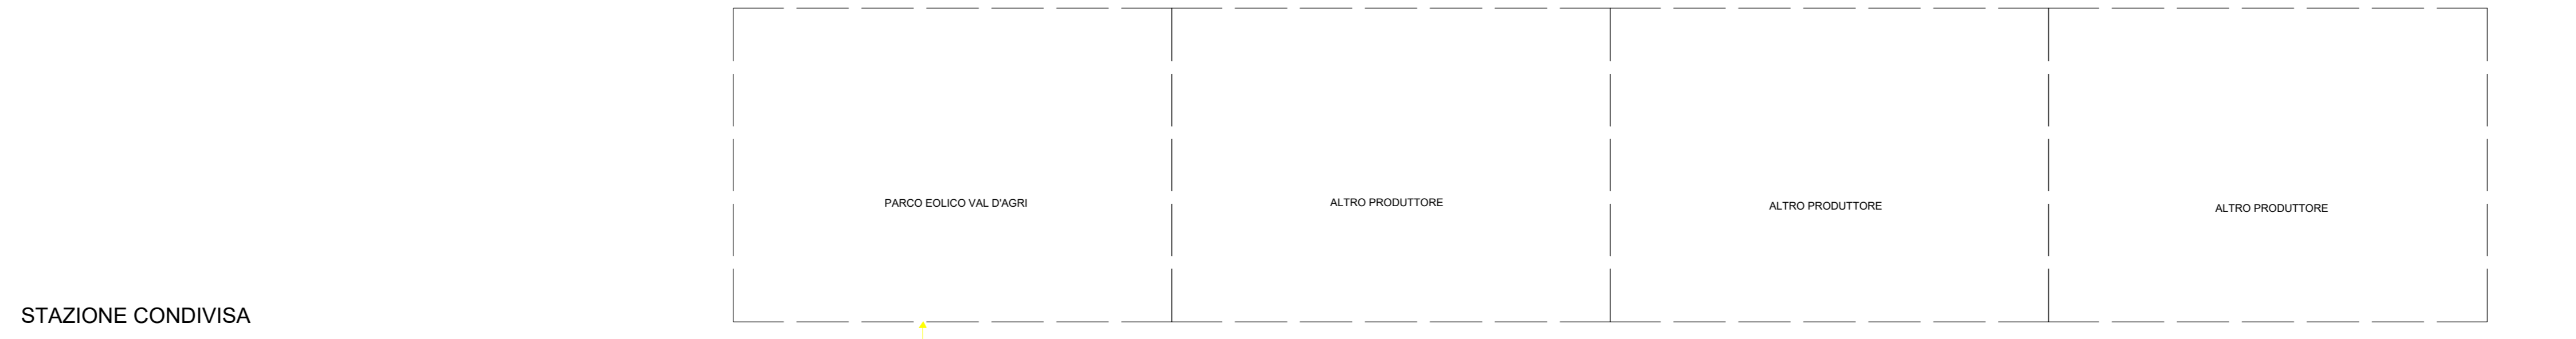 PARCO EOLICO VAL D'AGRI
ALTRO PRODUTTORE
ALTRO PRODUTTORE
ALTRO PRODUTTORE
STAZIONE CONDIVISA